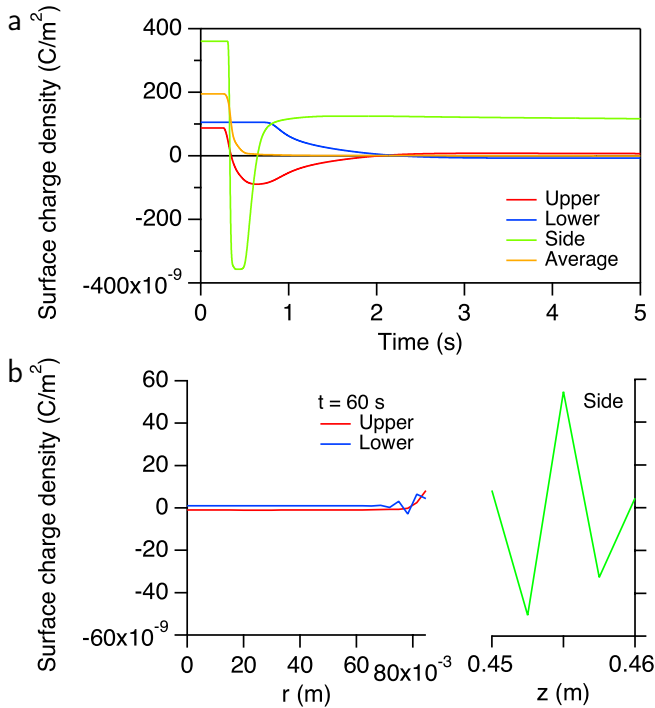 a
Surface charge density (C/m²)
400
200
0
-200
-400x10⁻⁹
Upper
Lower
Side
Average
0 1 2 3 4 5
Time (s)
b
Surface charge density (C/m²)
60
40
20
0
-20
-40
-60x10⁻⁹
t = 60 s
Upper
Lower
0 20 40 60 80x10⁻³
r (m)
Side
0.45 0.46
z (m)